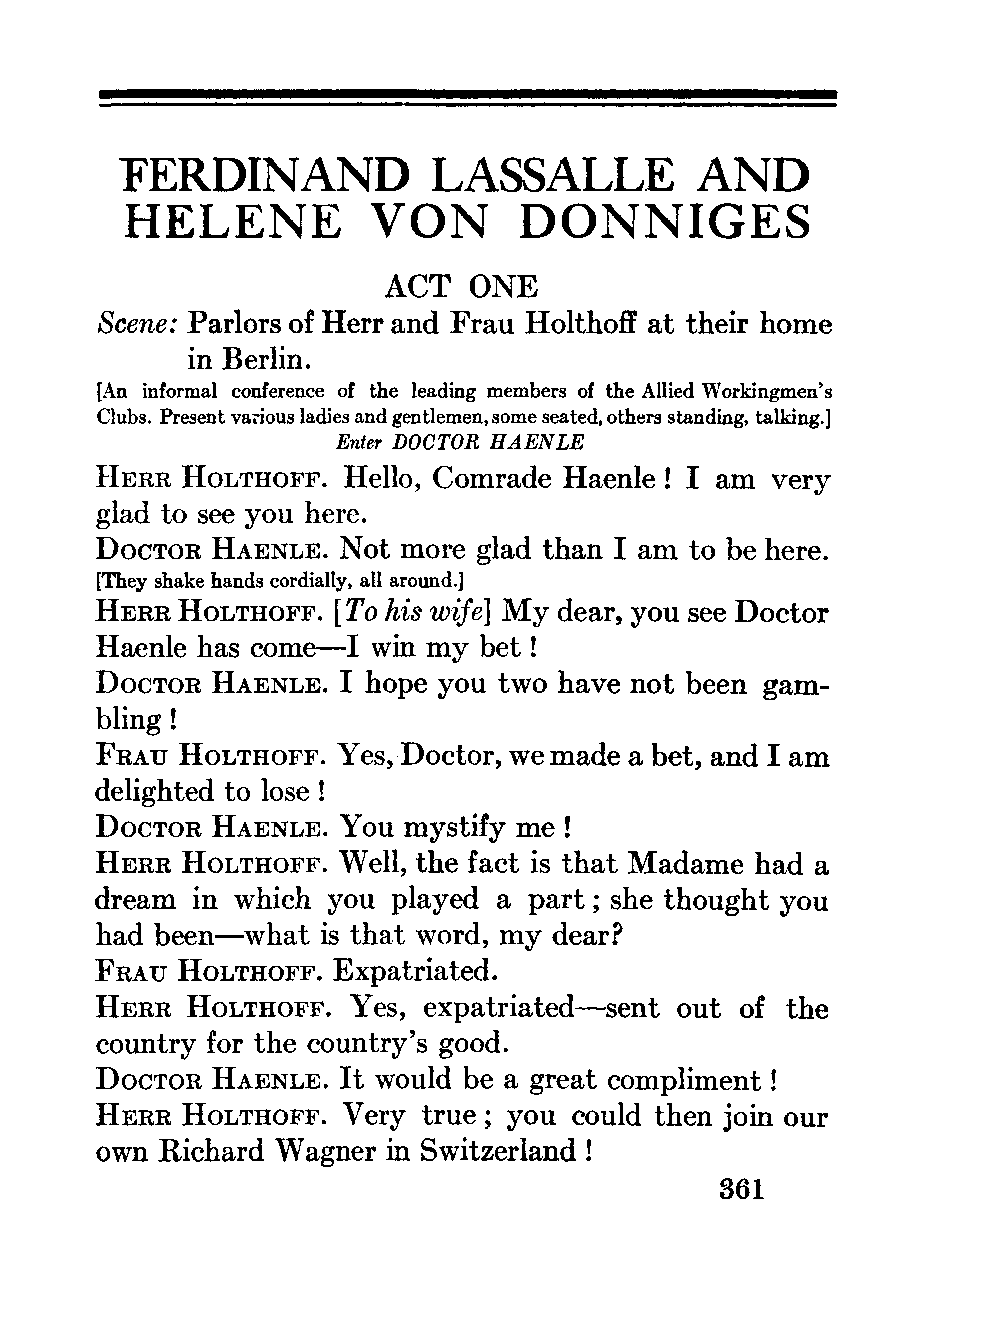 FERDINAND LASSALLE AND
HELENE VON DONNIGES
ACT ONE
Scene: Parlors of Herr and Frau Holthoff at their home
in Berlin.
[An informal conference of the leading members of the Allied Workingmen's
Clubs. Present various ladies and gentlemen, some seated, others standing, talking.]
Enter DOCTOR HAENLE
HERR HOLTHOFF. Hello, Comrade Haenle! I am very
glad to see you here.
DOCTOR HAENLE. Not more glad than I am to be here.
[They shake hands cordially, all around.]
HERR HOLTHOFF. [To his wife] My dear, you see Doctor
Haenle has come—I win my bet!
DOCTOR HAENLE. I hope you two have not been gam-
bling!
FRAU HOLTHOFF. Yes, Doctor, we made a bet, and I am
delighted to lose!
DOCTOR HAENLE. You mystify me!
HERR HOLTHOFF. Well, the fact is that Madame had a
dream in which you played a part; she thought you
had been—what is that word, my dear?
FRAU HOLTHOFF. Expatriated.
HERR HOLTHOFF. Yes, expatriated—sent out of the
country for the country's good.
DOCTOR HAENLE. It would be a great compliment!
HERR HOLTHOFF. Very true; you could then join our
own Richard Wagner in Switzerland!
361